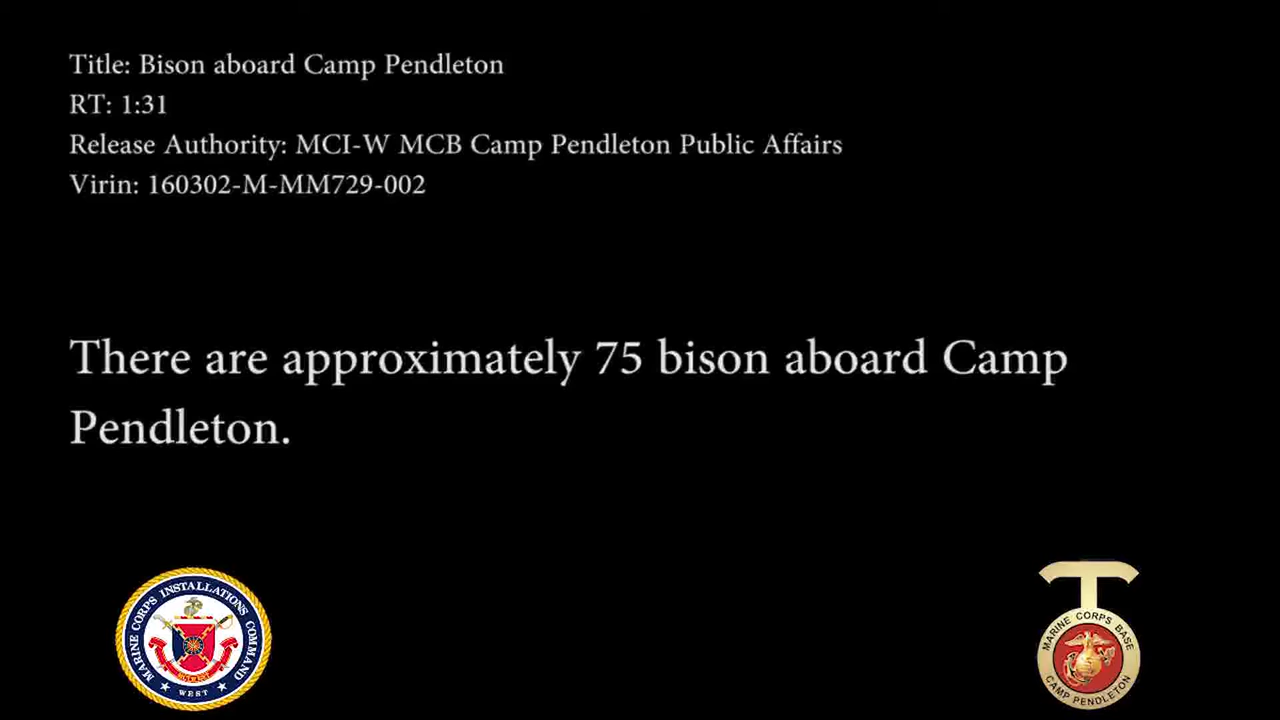 Title: Bison aboard Camp Pendleton
RT: 1:31
Release Authority: MCI-W MCB Camp Pendleton Public Affairs
Virin: 160302-M-MM729-002
There are approximately 75 bison aboard Camp
Pendleton.
MARINE CORPS INSTALLATIONS COMMAND
WEST
MARINE CORPS BASE
CAMP PENDLETON